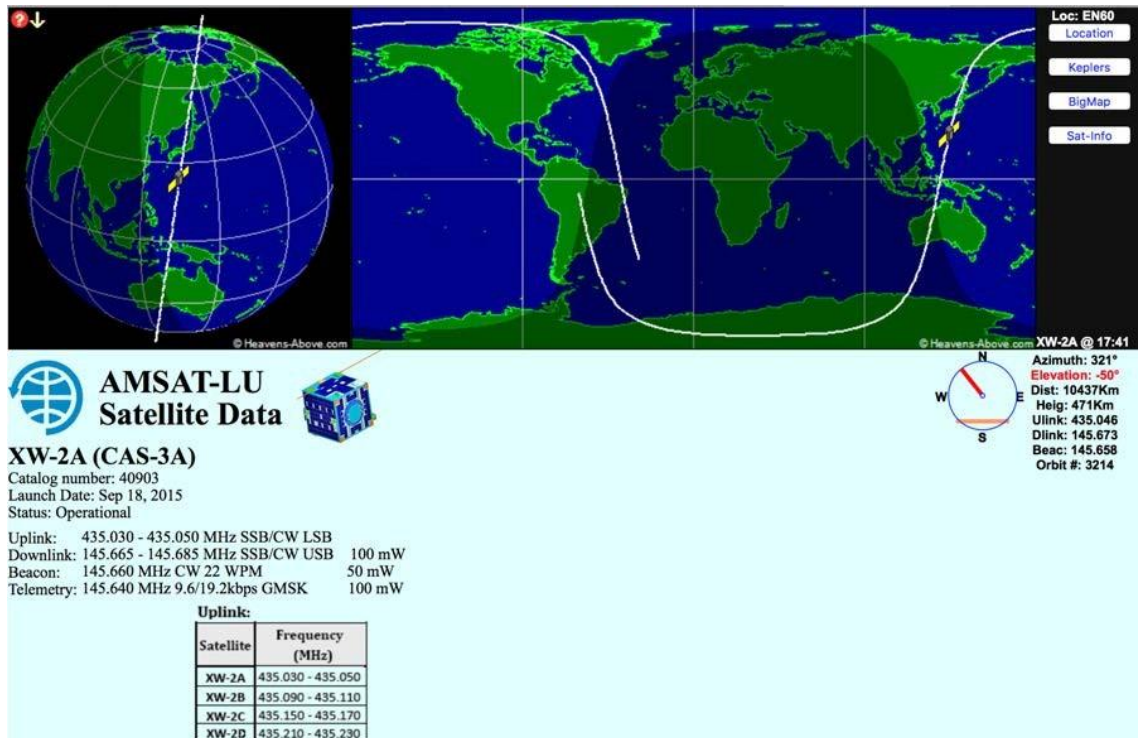 ?
Loc: EN60
Location
Keplers
BigMap
Sat-Info
© Heavens-Above.com
© Heavens-Above.com
XW-2A @ 17:41
N
W
E
S
Azimuth: 321°
Elevation: -50°
Dist: 10437Km
Heig: 471Km
Ulink: 435.046
Dlink: 145.673
Beac: 145.658
Orbit #: 3214
AMSAT-LU
Satellite Data
XW-2A (CAS-3A)
Catalog number: 40903
Launch Date: Sep 18, 2015
Status: Operational
Uplink: 435.030 - 435.050 MHz SSB/CW LSB
Downlink: 145.665 - 145.685 MHz SSB/CW USB 100 mW
Beacon: 145.660 MHz CW 22 WPM 50 mW
Telemetry: 145.640 MHz 9.6/19.2kbps GMSK 100 mW
Uplink:
Satellite Frequency (MHz)
XW-2A 435.030 - 435.050
XW-2B 435.090 - 435.110
XW-2C 435.150 - 435.170
XW-2D 435.210 - 435.230